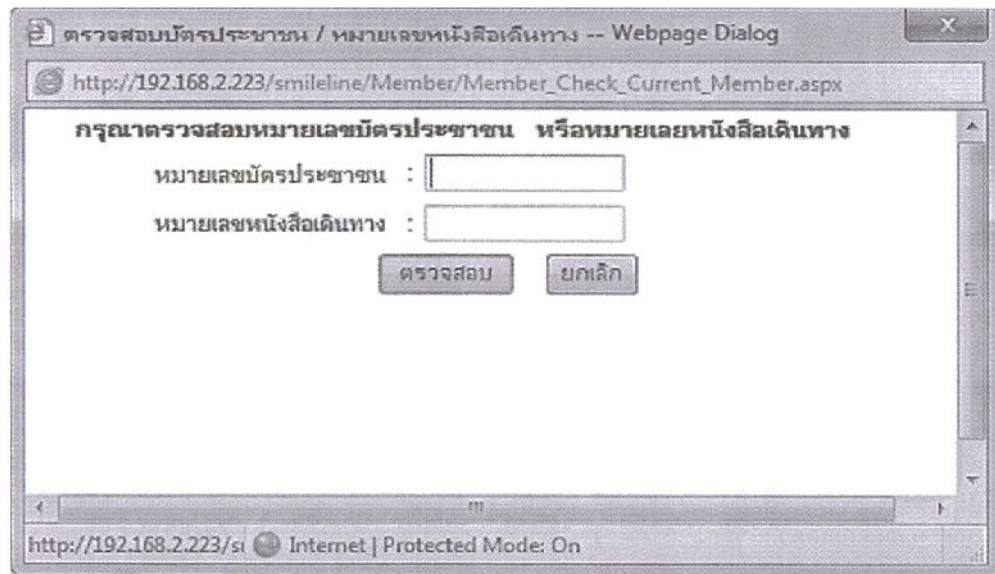 ตรวจสอบบัตรประชาชน / หมายเลขหนังสือเดินทาง -- Webpage Dialog
http://192.168.2.223/smileline/Member/Member_Check_Current_Member.aspx
กรุณาตรวจสอบหมายเลขบัตรประชาชน หรือหมายเลยหนังสือเดินทาง
หมายเลขบัตรประชาชน :
หมายเลขหนังสือเดินทาง :
ตรวจสอบ ยกเลิก
http://192.168.2.223/si Internet | Protected Mode: On